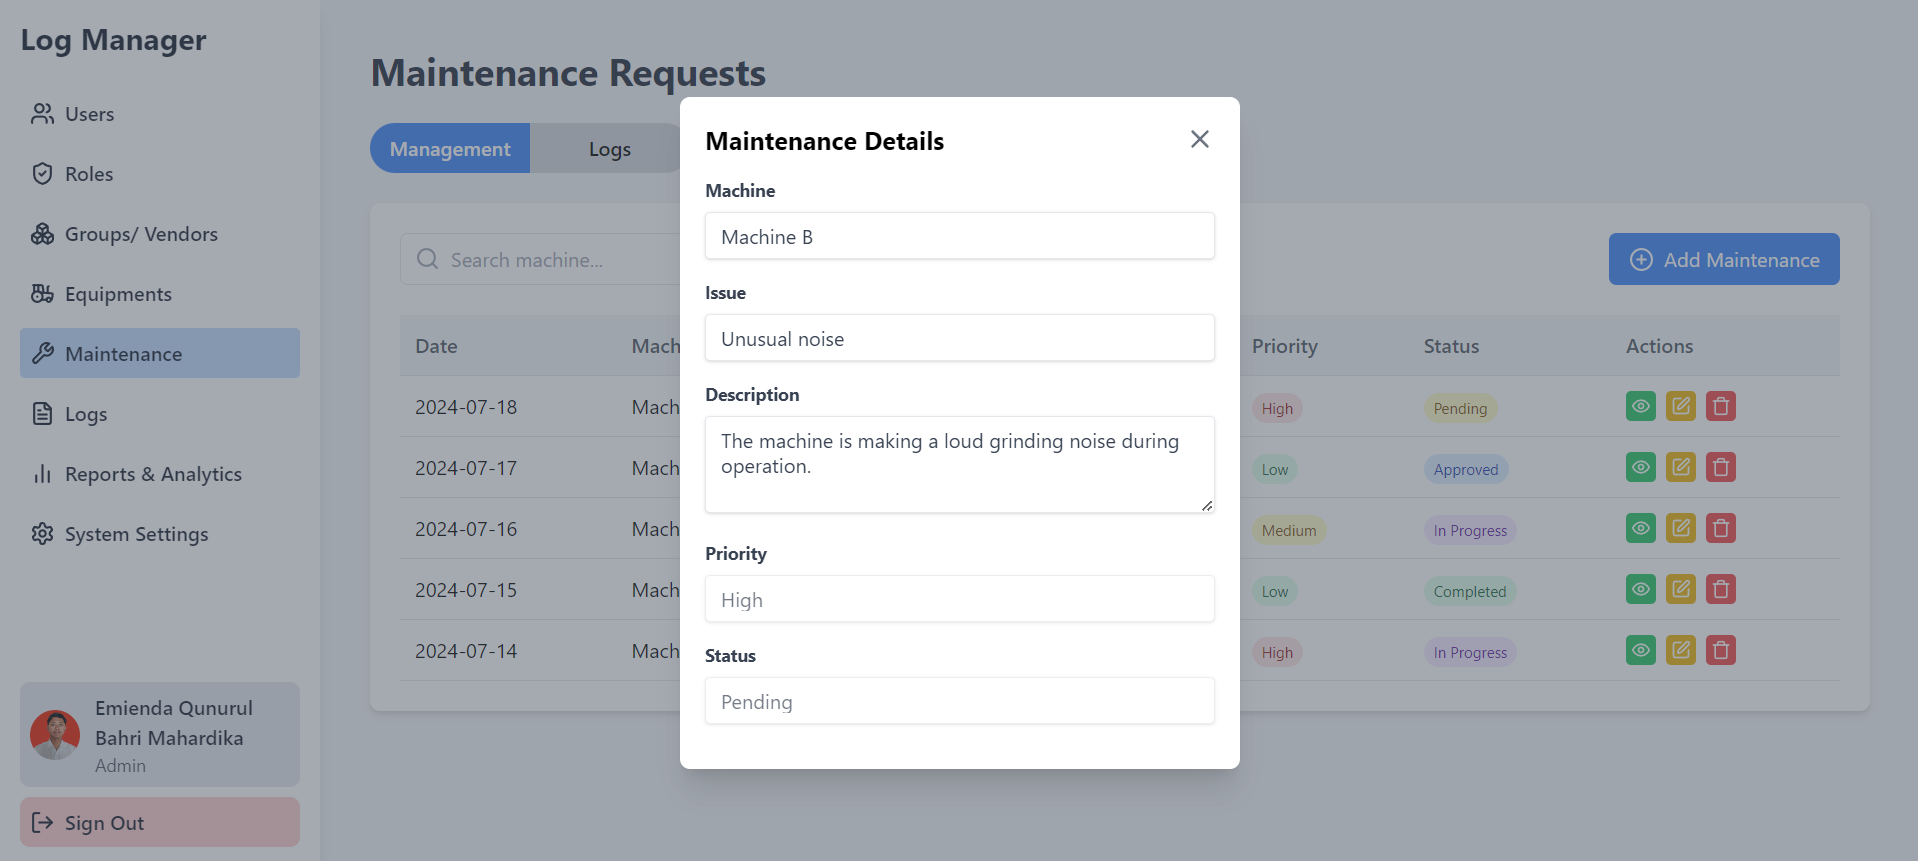 Log Manager
Users
Roles
Groups/ Vendors
Equipments
Maintenance
Logs
Reports & Analytics
System Settings
Emienda Qunurul
Bahri Mahardika
Admin
Sign Out
Maintenance Requests
Management
Logs
Search machine...
Add Maintenance
Date Mach Priority Status Actions
2024-07-18 Mach High Pending
2024-07-17 Mach Low Approved
2024-07-16 Mach Medium In Progress
2024-07-15 Mach Low Completed
2024-07-14 Mach High In Progress
Maintenance Details
Machine
Machine B
Issue
Unusual noise
Description
The machine is making a loud grinding noise during
operation.
Priority
High
Status
Pending